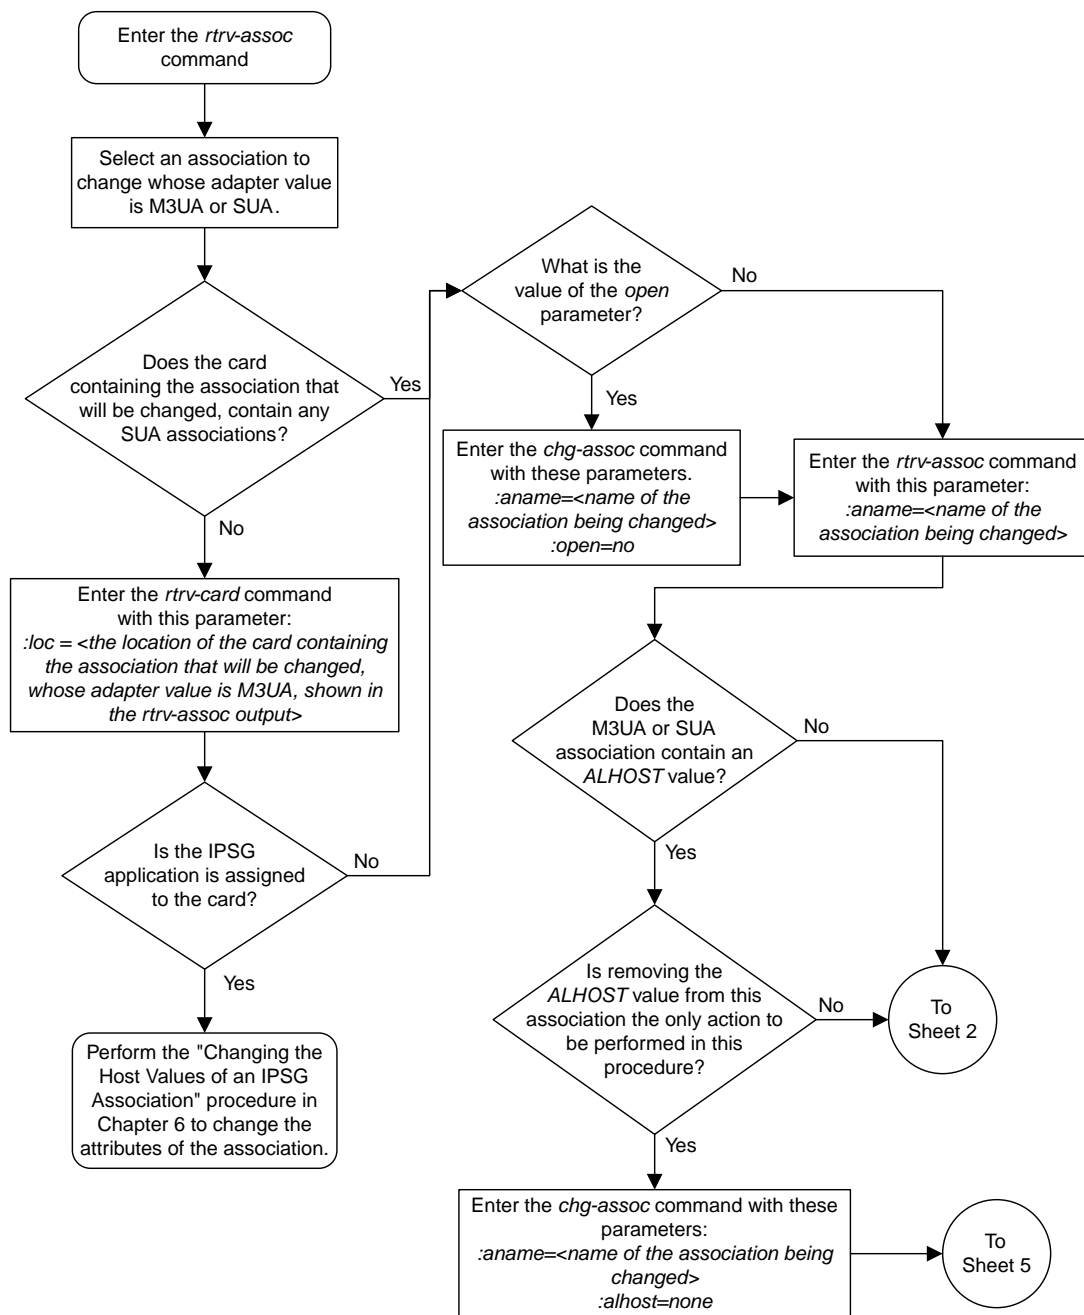 Enter the rtrv-assoc
command
Select an association to
change whose adapter value
is M3UA or SUA.
Does the card
containing the association that
will be changed, contain any
SUA associations?
Yes
No
Enter the rtrv-card command
with this parameter:
:loc = <the location of the card containing
the association that will be changed,
whose adapter value is M3UA, shown in
the rtrv-assoc output>
Is the IPSG
application is assigned
to the card?
No
Yes
Perform the "Changing the
Host Values of an IPSG
Association" procedure in
Chapter 6 to change the
attributes of the association.
What is the
value of the open
parameter?
No
Yes
Enter the chg-assoc command
with these parameters.
:aname=<name of the
association being changed>
:open=no
Enter the rtrv-assoc command
with this parameter:
:aname=<name of the
association being changed>
Does the
M3UA or SUA
association contain an
ALHOST value?
No
Yes
Is removing the
ALHOST value from this
association the only action to
be performed in this
procedure?
No
To
Sheet 2
Yes
Enter the chg-assoc command with these
parameters:
:aname=<name of the association being
changed>
:alhost=none
To
Sheet 5